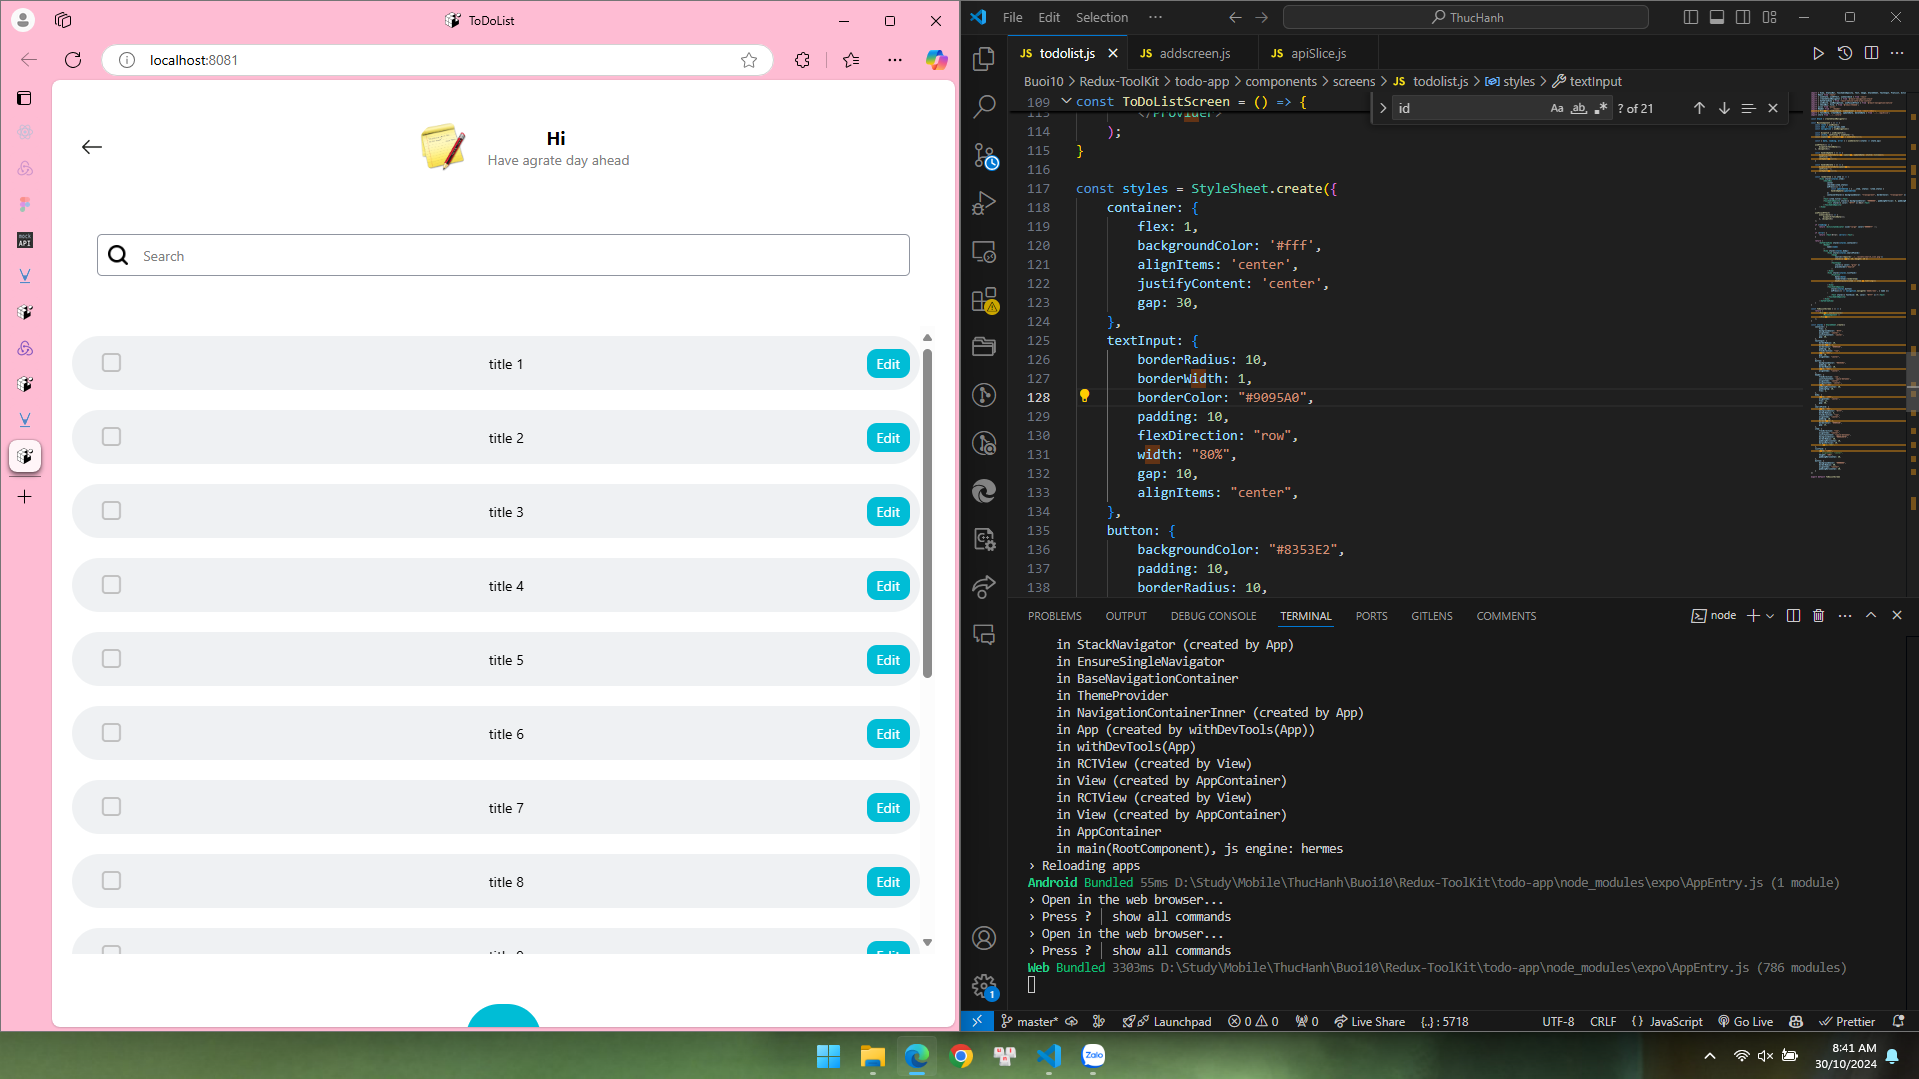 ToDoList
localhost:8081
Hi
Have agrate day ahead
Search
title 1
Edit
title 2
Edit
title 3
Edit
title 4
Edit
title 5
Edit
title 6
Edit
title 7
Edit
title 8
Edit
mock
API
File Edit Selection ···
ThucHanh
JS todolist.js
JS addscreen.js
JS apiSlice.js
Buoi10 > Redux-ToolKit > todo-app > components > screens > JS todolist.js > styles > textInput
id
Aa ab ? of 21
109 const ToDoListScreen = () => {
113 </Provider>
114 );
115 }
116
117 const styles = StyleSheet.create({
118 container: {
119 flex: 1,
120 backgroundColor: '#fff',
121 alignItems: 'center',
122 justifyContent: 'center',
123 gap: 30,
124 },
125 textInput: {
126 borderRadius: 10,
127 borderWidth: 1,
128 borderColor: "#9095A0",
129 padding: 10,
130 flexDirection: "row",
131 width: "80%",
132 gap: 10,
133 alignItems: "center",
134 },
135 button: {
136 backgroundColor: "#8353E2",
137 padding: 10,
138 borderRadius: 10,
PROBLEMS OUTPUT DEBUG CONSOLE TERMINAL PORTS GITLENS COMMENTS
node
in StackNavigator (created by App)
in EnsureSingleNavigator
in BaseNavigationContainer
in ThemeProvider
in NavigationContainerInner (created by App)
in App (created by withDevTools(App))
in withDevTools(App)
in RCTView (created by View)
in View (created by AppContainer)
in RCTView (created by View)
in View (created by AppContainer)
in AppContainer
in main(RootComponent), js engine: hermes
› Reloading apps
Android Bundled 55ms D:\Study\Mobile\ThucHanh\Buoi10\Redux-ToolKit\todo-app\node_modules\expo\AppEntry.js (1 module)
› Open in the web browser...
› Press ? │ show all commands
› Open in the web browser...
› Press ? │ show all commands
Web Bundled 3303ms D:\Study\Mobile\ThucHanh\Buoi10\Redux-ToolKit\todo-app\node_modules\expo\AppEntry.js (786 modules)
1
master* Launchpad 0 0 0 Live Share {..} : 5718
UTF-8 CRLF {} JavaScript Go Live Prettier
Zalo
8:41 AM
30/10/2024